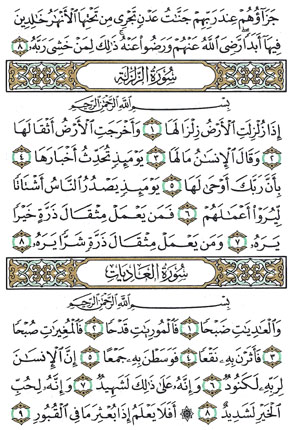 جَزَآؤُهُمْ عِندَ رَبِّهِمْ جَنَّٰتُ عَدْنٍ تَجْرِى مِن تَحْتِهَا ٱلْأَنْهَٰرُ خَٰلِدِينَ
فِيهَآ أَبَدًا رَّضِىَ ٱللَّهُ عَنْهُمْ وَرَضُوا۟ عَنْهُ ذَٰلِكَ لِمَنْ خَشِىَ رَبَّهُۥ ٨
سُورَةُ الزَّلْزَلَةِ
بِسْمِ ٱللَّهِ ٱلرَّحْمَٰنِ ٱلرَّحِيمِ
إِذَا زُلْزِلَتِ ٱلْأَرْضُ زِلْزَالَهَا ١ وَأَخْرَجَتِ ٱلْأَرْضُ أَثْقَالَهَا
٢ وَقَالَ ٱلْإِنسَٰنُ مَا لَهَا ٣ يَوْمَئِذٍ تُحَدِّثُ أَخْبَارَهَا ٤
بِأَنَّ رَبَّكَ أَوْحَىٰ لَهَا ٥ يَوْمَئِذٍ يَصْدُرُ ٱلنَّاسُ أَشْتَاتًا
لِّيُرَوْا۟ أَعْمَٰلَهُمْ ٦ فَمَن يَعْمَلْ مِثْقَالَ ذَرَّةٍ خَيْرًا
يَرَهُۥ ٧ وَمَن يَعْمَلْ مِثْقَالَ ذَرَّةٍ شَرًّا يَرَهُۥ ٨
سُورَةُ الْعَادِيَاتِ
بِسْمِ ٱللَّهِ ٱلرَّحْمَٰنِ ٱلرَّحِيمِ
وَٱلْعَٰدِيَٰتِ ضَبْحًا ١ فَٱلْمُورِيَٰتِ قَدْحًا ٢ فَٱلْمُغِيرَٰتِ صُبْحًا
٣ فَأَثَرْنَ بِهِۦ نَقْعًا ٤ فَوَسَطْنَ بِهِۦ جَمْعًا ٥ إِنَّ ٱلْإِنسَٰنَ
لِرَبِّهِۦ لَكَنُودٌ ٦ وَإِنَّهُۥ عَلَىٰ ذَٰلِكَ لَشَهِيدٌ ٧ وَإِنَّهُۥ لِحُبِّ
ٱلْخَيْرِ لَشَدِيدٌ ٨ ۞ أَفَلَا يَعْلَمُ إِذَا بُعْثِرَ مَا فِى ٱلْقُبُورِ ٩